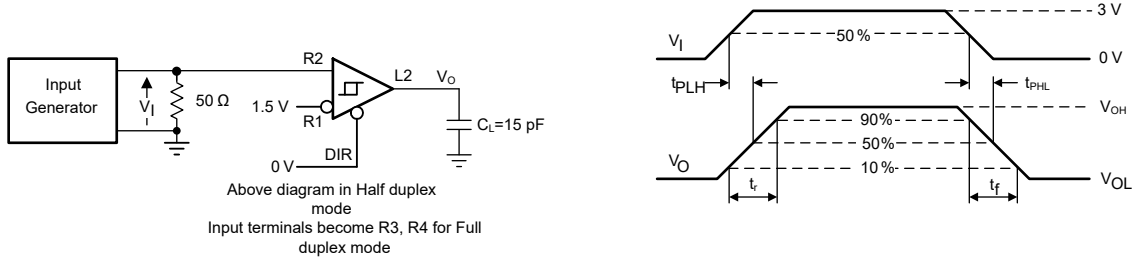 Input
Generator
V_I
50 Ω
R2
1.5 V
R1
L2
V_O
C_L=15 pF
0 V
DIR
Above diagram in Half duplex
mode
Input terminals become R3, R4 for Full
duplex mode
3 V
V_I
50 %
0 V
t_PLH
t_PHL
V_OH
90%
50%
V_O
10%
V_OL
t_r
t_f